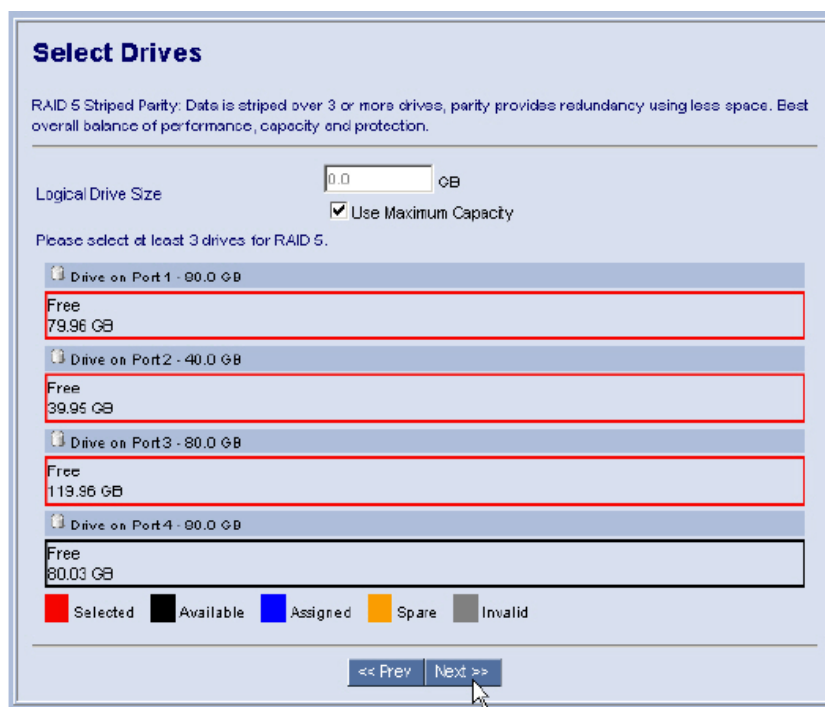 Select Drives
RAID 5 Striped Parity: Data is striped over 3 or more drives, parity provides redundancy using less space. Best
overall balance of performance, capacity and protection.
Logical Drive Size
0.0 GB
Use Maximum Capacity
Please select at least 3 drives for RAID 5.
Drive on Port 1 - 80.0 GB
Free
79.96 GB
Drive on Port 2 - 40.0 GB
Free
39.95 GB
Drive on Port 3 - 80.0 GB
Free
119.96 GB
Drive on Port 4 - 80.0 GB
Free
80.03 GB
Selected Available Assigned Spare Invalid
<< Prev Next >>